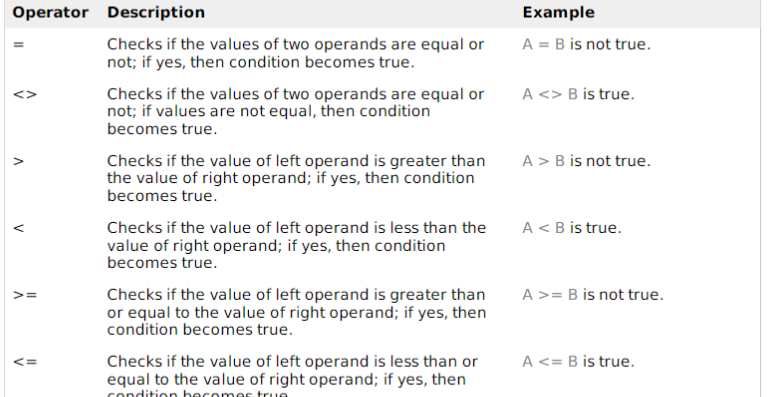 Operator Description Example
= Checks if the values of two operands are equal or A = B is not true.
not; if yes, then condition becomes true.
<> Checks if the values of two operands are equal or A <> B is true.
not; if values are not equal, then condition
becomes true.
> Checks if the value of left operand is greater than A > B is not true.
the value of right operand; if yes, then condition
becomes true.
< Checks if the value of left operand is less than the A < B is true.
value of right operand; if yes, then condition
becomes true.
>= Checks if the value of left operand is greater than A >= B is not true.
or equal to the value of right operand; if yes, then
condition becomes true.
<= Checks if the value of left operand is less than or A <= B is true.
equal to the value of right operand; if yes, then
condition becomes true.